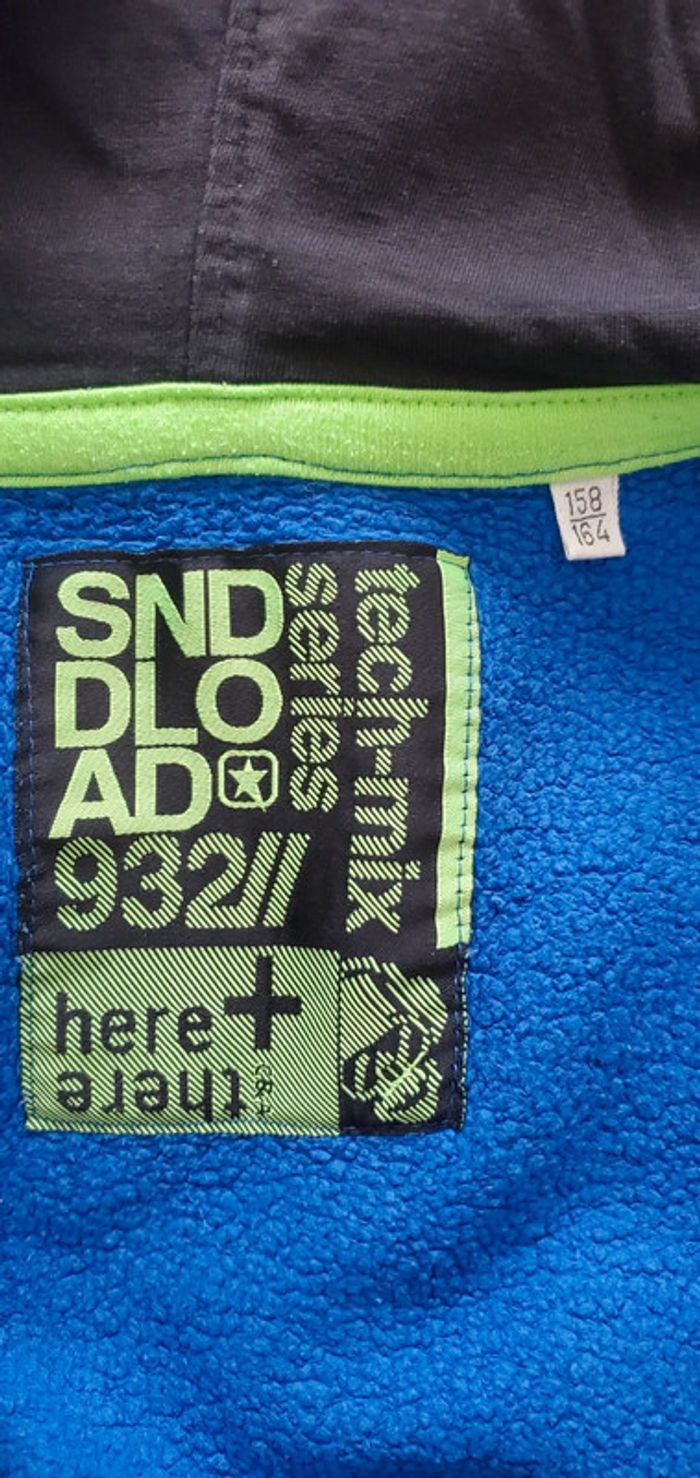 158
164
SND
DLO
AD
932//
tech-mix
series
here +
there
C&A